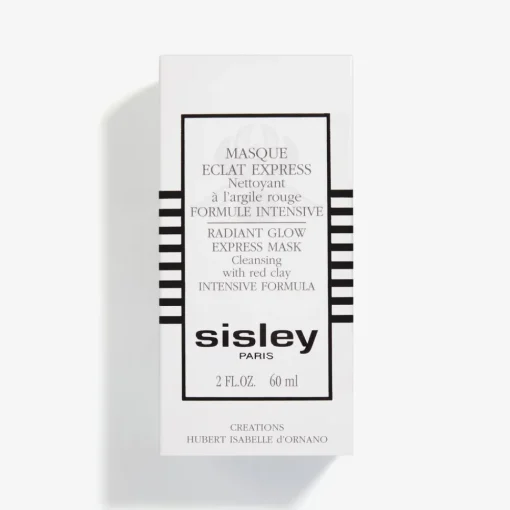 MASQUE
ECLAT EXPRESS
Nettoyant
à l'argile rouge
FORMULE INTENSIVE
RADIANT GLOW
EXPRESS MASK
Cleansing
with red clay
INTENSIVE FORMULA
sisley
PARIS
2 FL.OZ. 60 ml
CREATIONS
HUBERT ISABELLE d'ORNANO